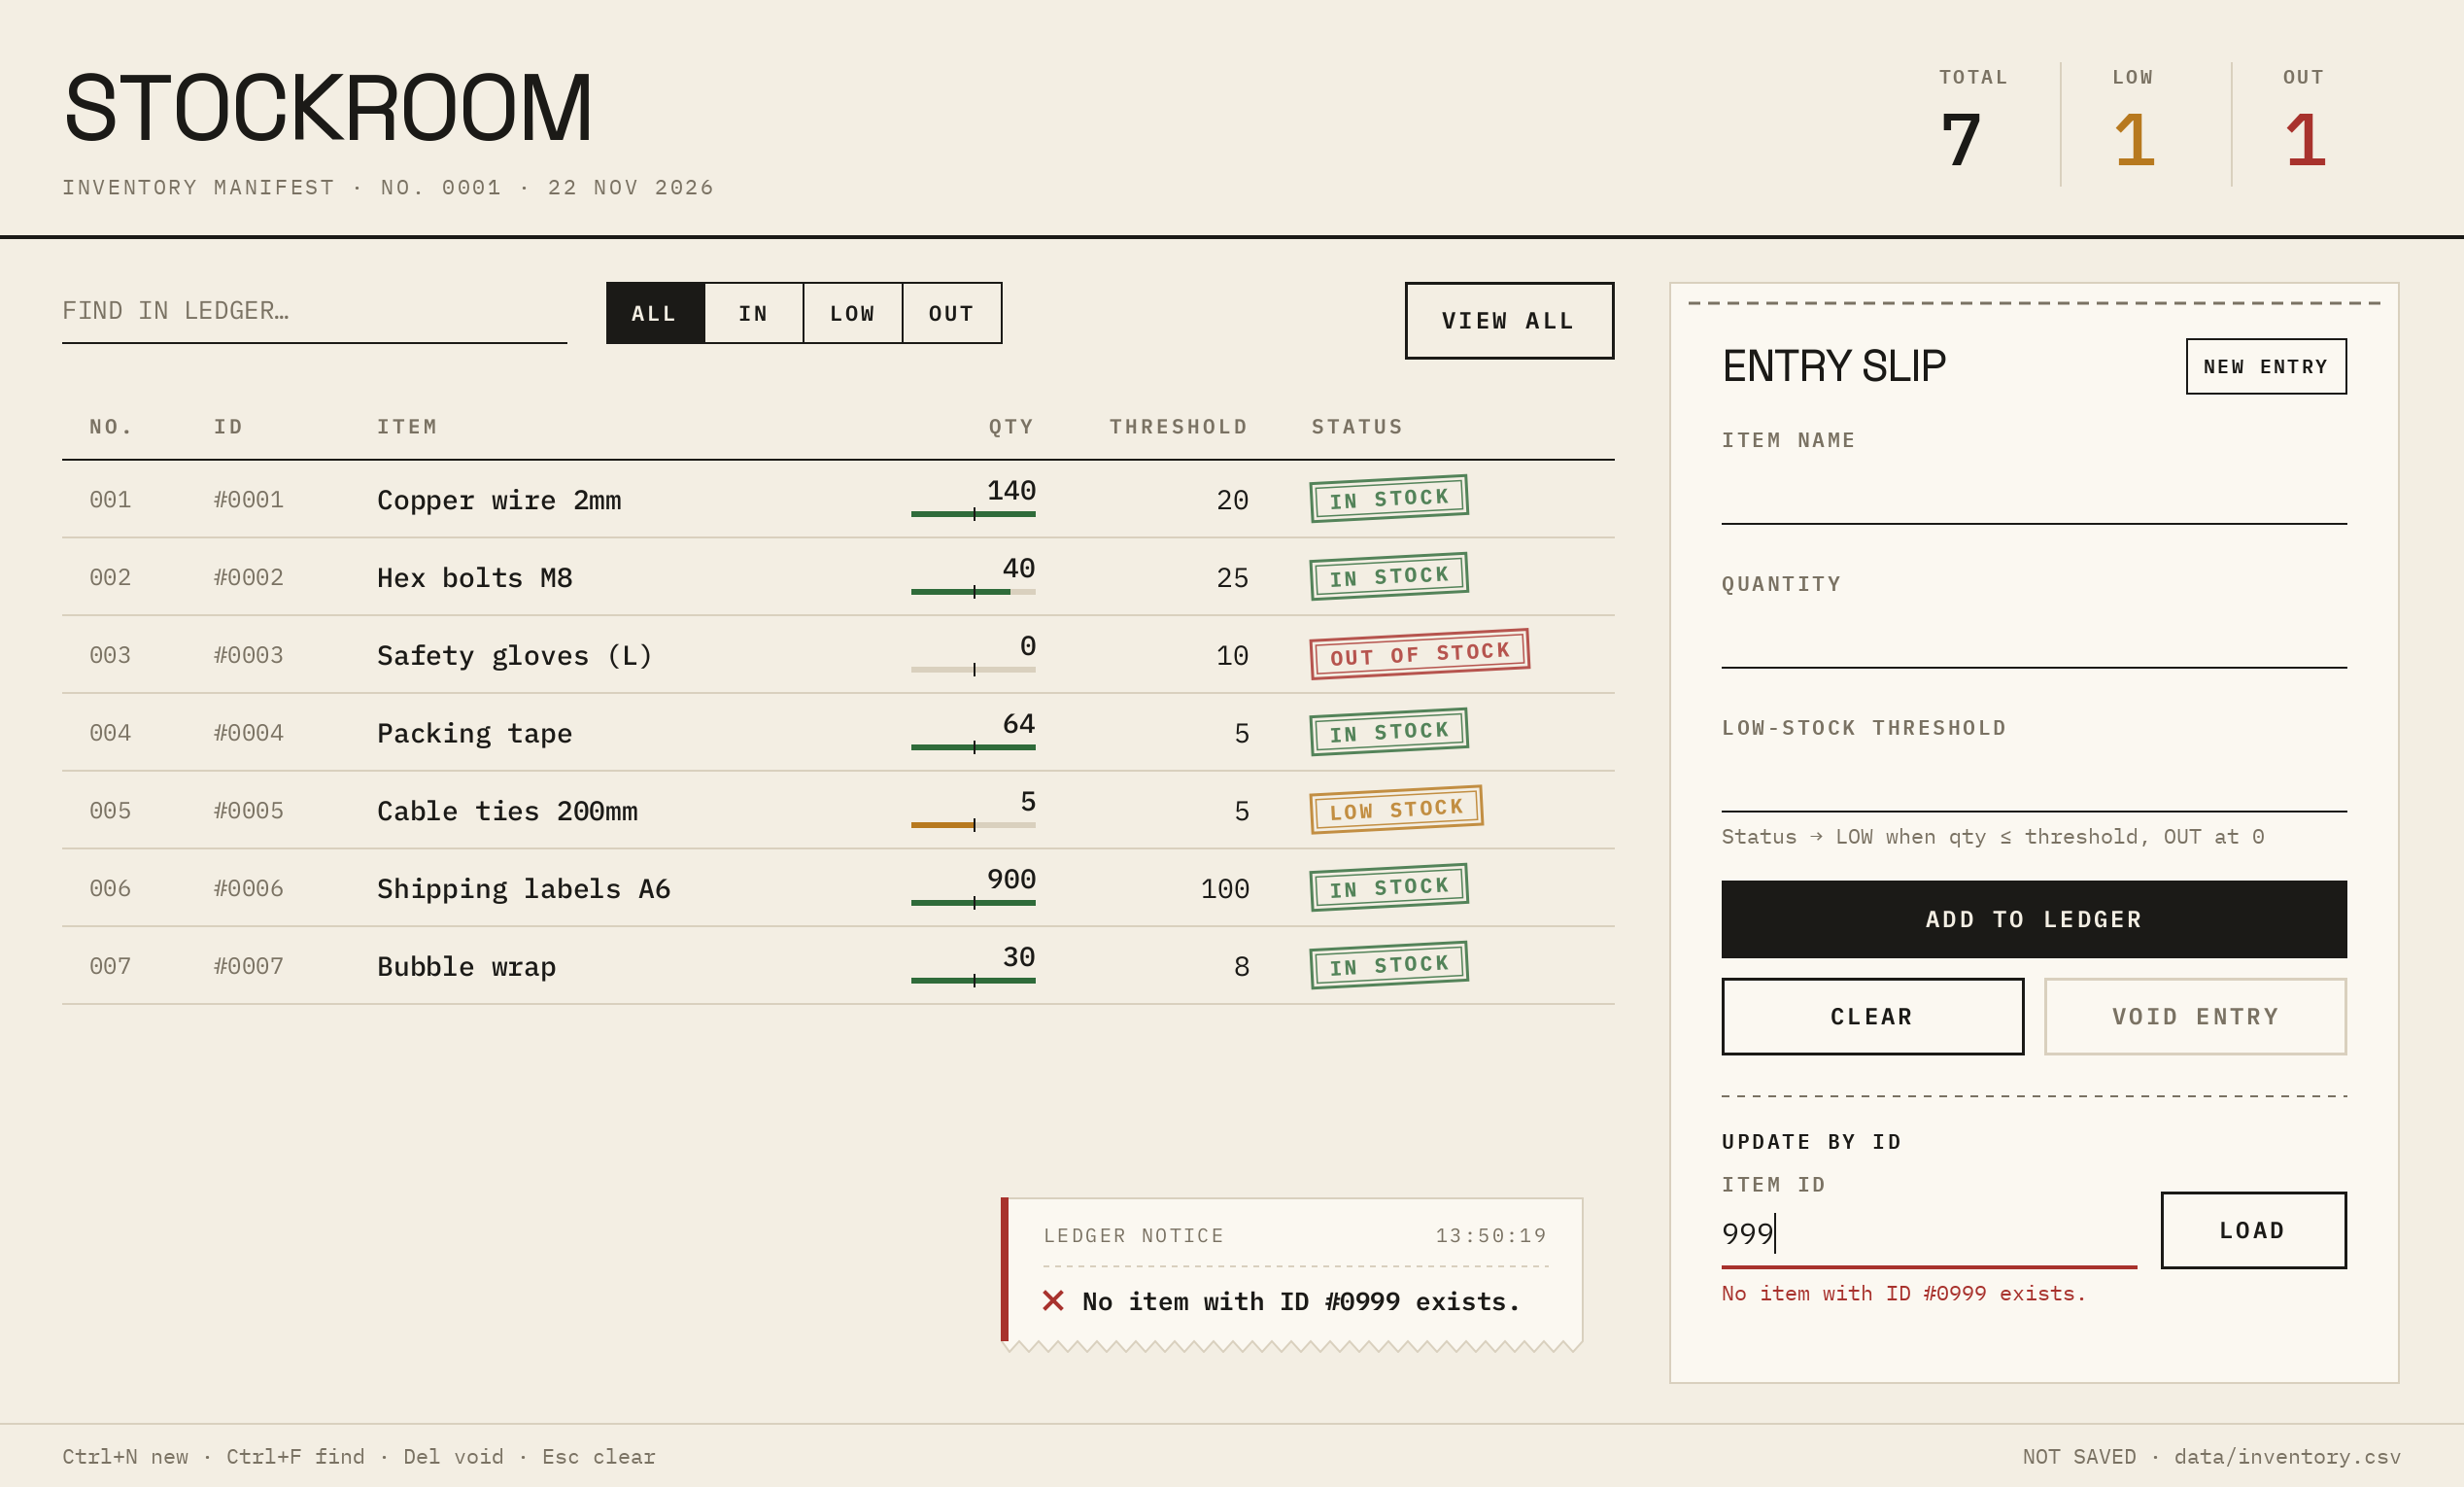 STOCKROOM
INVENTORY MANIFEST · NO. 0001 · 22 NOV 2026
TOTAL LOW OUT
7 1 1
FIND IN LEDGER…
ALL IN LOW OUT
VIEW ALL
NO. ID ITEM QTY THRESHOLD STATUS
001 #0001 Copper wire 2mm 140 20 IN STOCK
002 #0002 Hex bolts M8 40 25 IN STOCK
003 #0003 Safety gloves (L) 0 10 OUT OF STOCK
004 #0004 Packing tape 64 5 IN STOCK
005 #0005 Cable ties 200mm 5 5 LOW STOCK
006 #0006 Shipping labels A6 900 100 IN STOCK
007 #0007 Bubble wrap 30 8 IN STOCK
LEDGER NOTICE 13:50:19
✕ No item with ID #0999 exists.
ENTRY SLIP
NEW ENTRY
ITEM NAME
QUANTITY
LOW-STOCK THRESHOLD
Status → LOW when qty ≤ threshold, OUT at 0
ADD TO LEDGER
CLEAR
VOID ENTRY
UPDATE BY ID
ITEM ID
999
LOAD
No item with ID #0999 exists.
Ctrl+N new · Ctrl+F find · Del void · Esc clear
NOT SAVED · data/inventory.csv